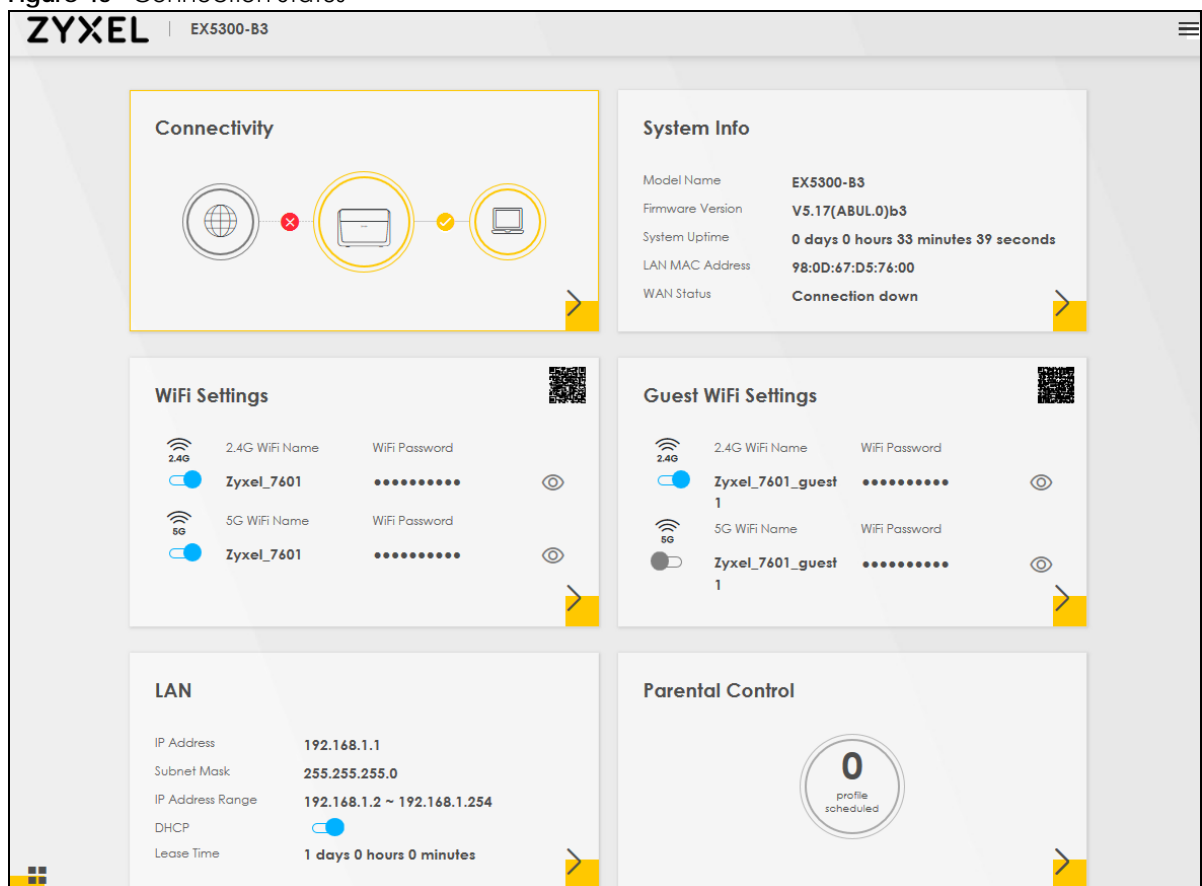 ZYXEL EX5300-B3
Connectivity
System Info
Model Name EX5300-B3
Firmware Version V5.17(ABUL.0)b3
System Uptime 0 days 0 hours 33 minutes 39 seconds
LAN MAC Address 98:0D:67:D5:76:00
WAN Status Connection down
WiFi Settings
2.4G WiFi Name WiFi Password
2.4G
Zyxel_7601 ●●●●●●●●●●
5G WiFi Name WiFi Password
5G
Zyxel_7601 ●●●●●●●●●●
Guest WiFi Settings
2.4G WiFi Name WiFi Password
2.4G
Zyxel_7601_guest ●●●●●●●●●●
1
5G WiFi Name WiFi Password
5G
Zyxel_7601_guest ●●●●●●●●●●
1
LAN
IP Address 192.168.1.1
Subnet Mask 255.255.255.0
IP Address Range 192.168.1.2 ~ 192.168.1.254
DHCP
Lease Time 1 days 0 hours 0 minutes
Parental Control
0
profile
scheduled